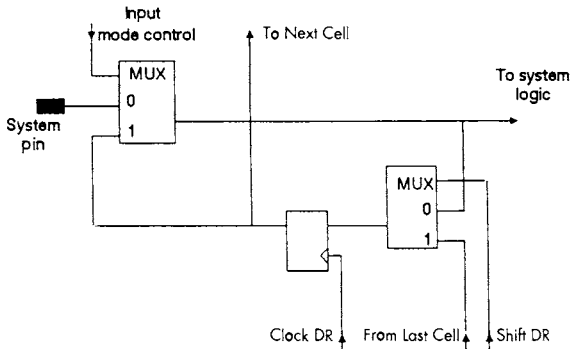 Input
mode control
To Next Cell
MUX
0
1
System
pin
To system
logic
MUX
0
1
Clock DR
From Last Cell
Shift DR